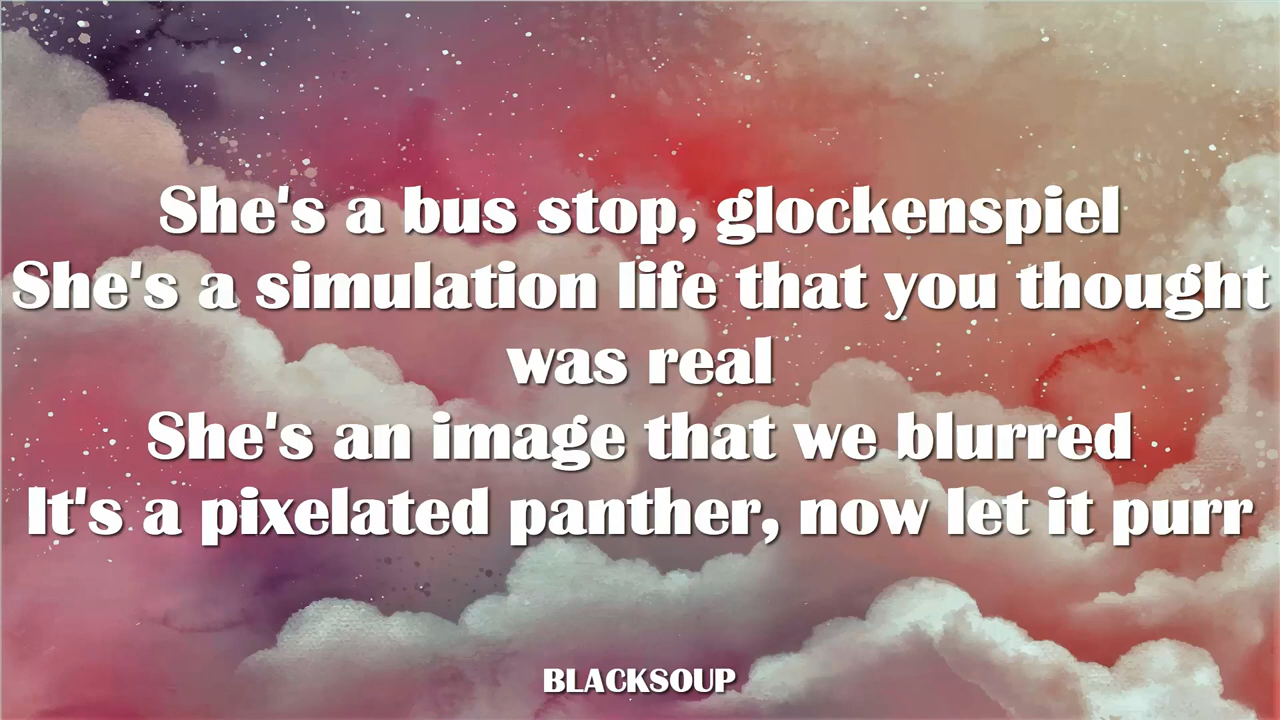 She's a bus stop, glockenspiel
She's a simulation life that you thought
was real
She's an image that we blurred
It's a pixelated panther, now let it purr
BLACKSOUP